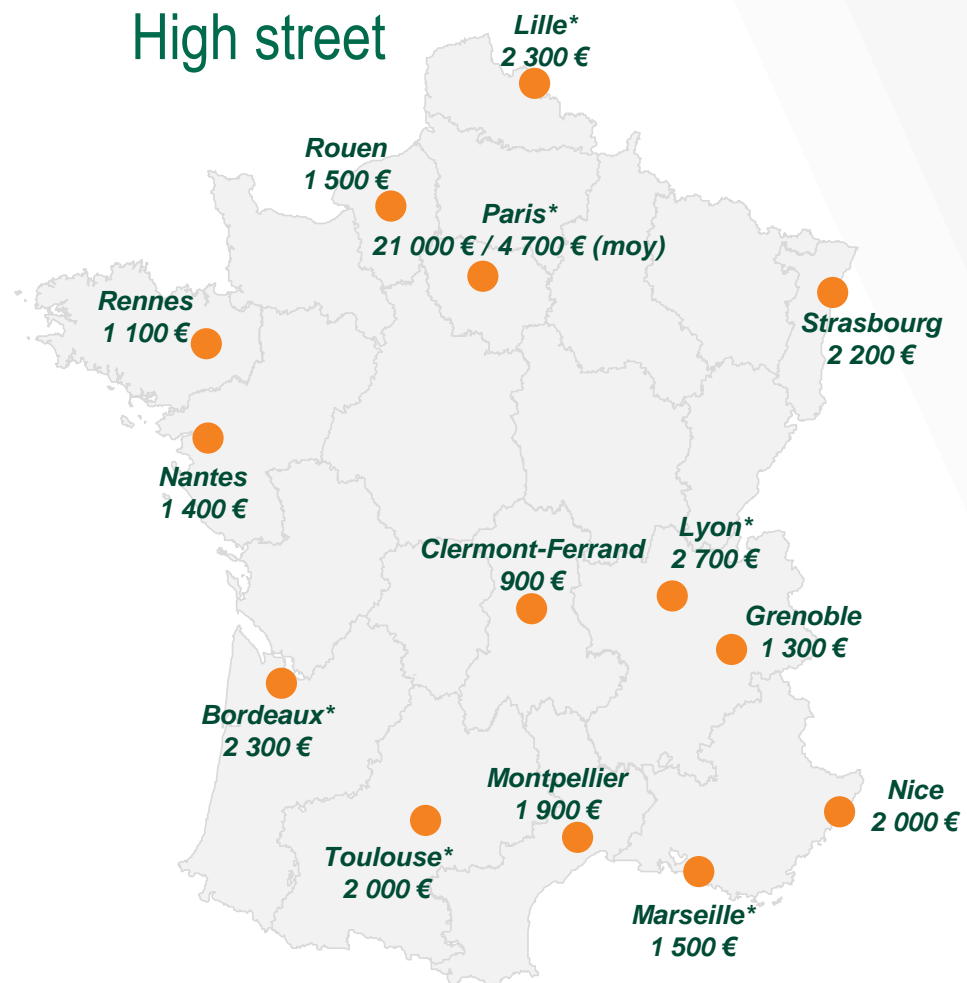 High street
Lille*
2 300 €
Rouen
1 500 €
Paris*
21 000 € / 4 700 € (moy)
Rennes
1 100 €
Strasbourg
2 200 €
Nantes
1 400 €
Lyon*
2 700 €
Clermont-Ferrand
900 €
Grenoble
1 300 €
Bordeaux*
2 300 €
Montpellier
1 900 €
Nice
2 000 €
Toulouse*
2 000 €
Marseille*
1 500 €